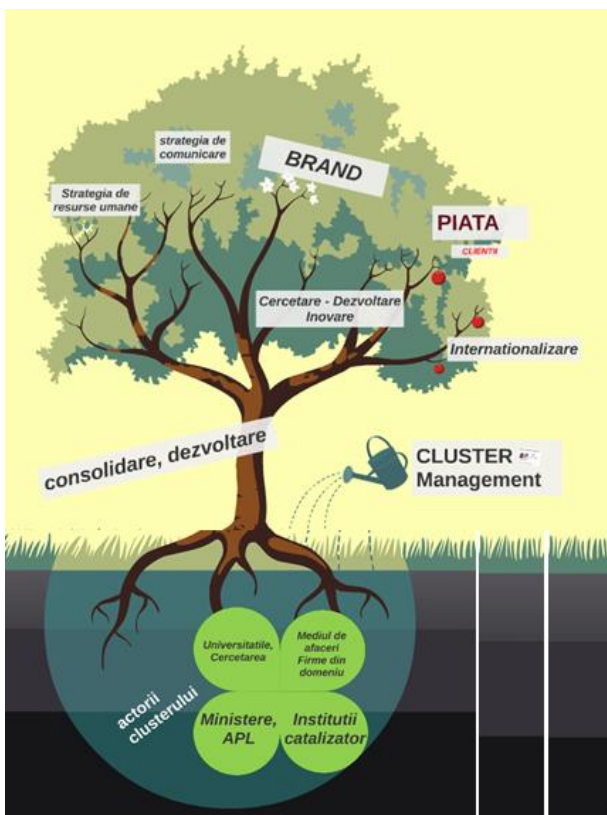 strategia de
comunicare
BRAND
Strategia de
resurse umane
PIATA
CLIENTII
Cercetare - Dezvoltare
Inovare
Internationalizare
consolidare, dezvoltare
CLUSTER
Management
Universitatile,
Cercetarea
Mediul de
afaceri
Firme din
domeniu
actorii
clusterului
Ministere,
APL
Institutii
catalizator